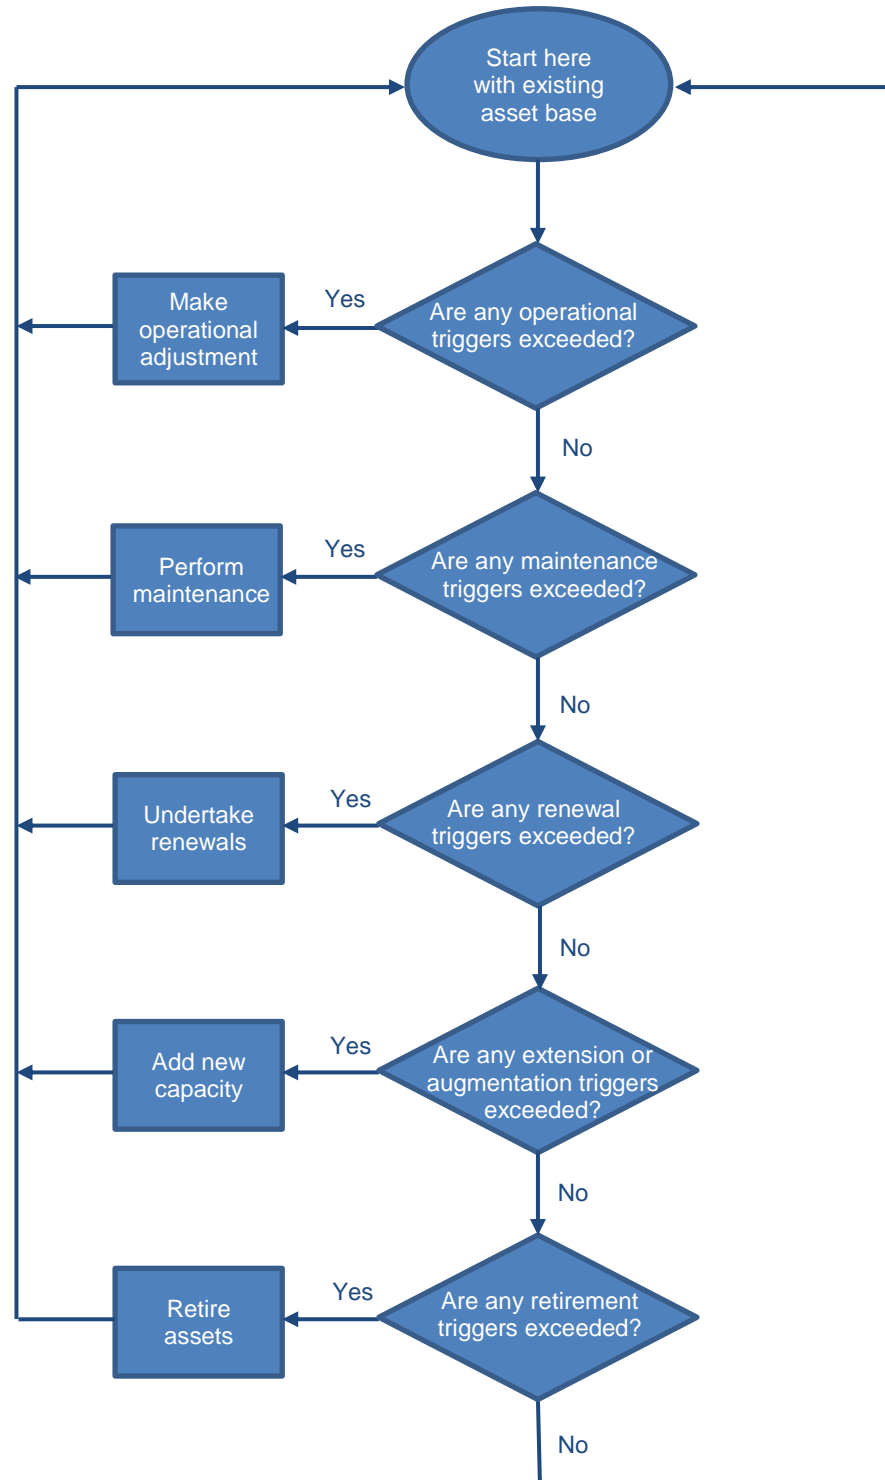 Start here
with existing
asset base
Make
operational
adjustment
Yes
Are any operational
triggers exceeded?
No
Perform
maintenance
Yes
Are any maintenance
triggers exceeded?
No
Undertake
renewals
Yes
Are any renewal
triggers exceeded?
No
Add new
capacity
Yes
Are any extension or
augmentation triggers
exceeded?
No
Retire
assets
Yes
Are any retirement
triggers exceeded?
No